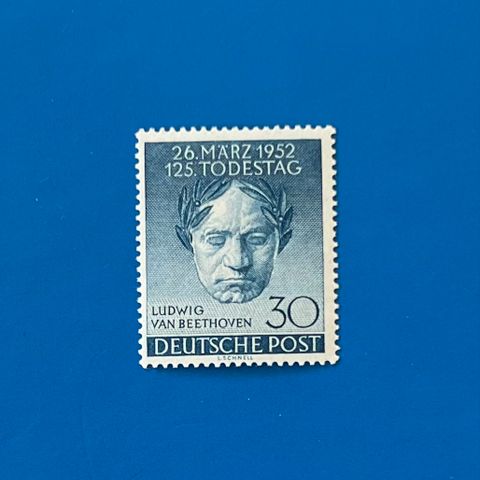 26. MÄRZ 1952
125. TODESTAG
LUDWIG
VAN BEETHOVEN
30
DEUTSCHE POST
L. SCHNELL